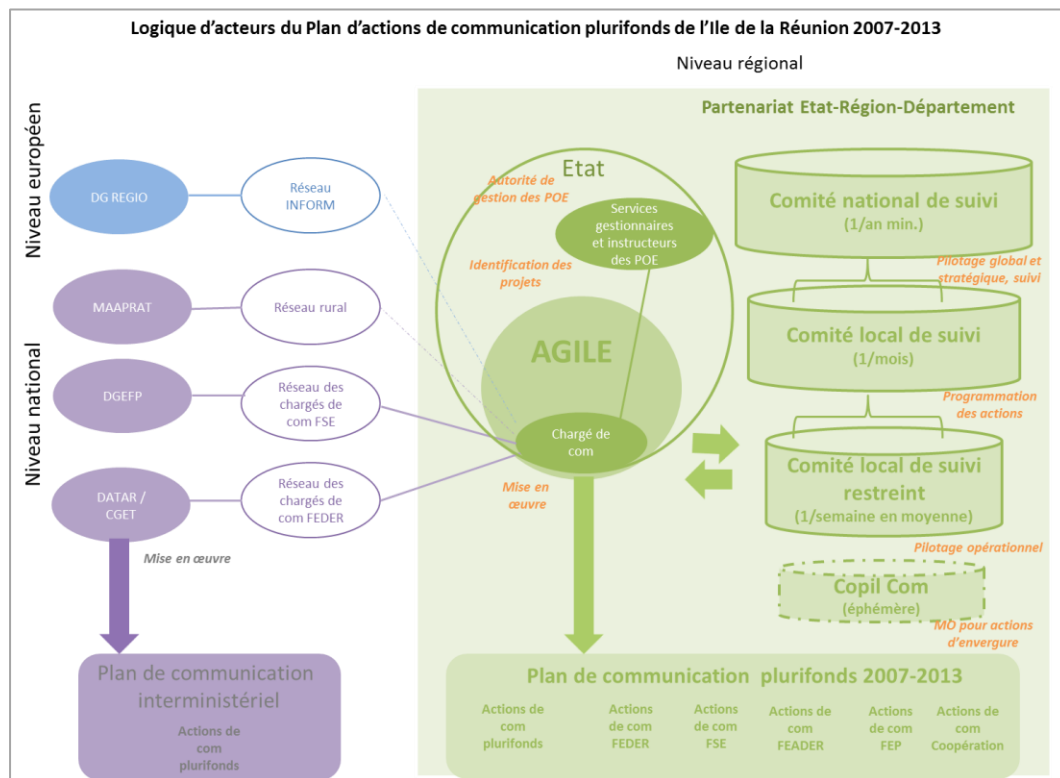 Logique d'acteurs du Plan d'actions de communication plurifonds de l'Ile de la Réunion 2007-2013
Niveau régional
Niveau européen
Niveau national
Partenariat Etat-Région-Département
DG REGIO
Réseau
INFORM
MAAPRAT
Réseau rural
DGEFP
Réseau des
chargés de
com FSE
DATAR /
CGET
Réseau des
chargés de
com FEDER
Mise en œuvre
Plan de communication
interministériel
Actions de
com
plurifonds
Etat
Autorité de
gestion des POE
Services
gestionnaires
et instructeurs
des POE
Identification des
projets
AGILE
Chargé de
com
Mise en
œuvre
Comité national de suivi
(1/an min.)
Pilotage global et
stratégique, suivi
Comité local de suivi
(1/mois)
Programmation
des actions
Comité local de suivi
restreint
(1/semaine en moyenne)
Pilotage opérationnel
Copil Com
(éphémère)
MO pour actions
d'envergure
Plan de communication plurifonds 2007-2013
Actions de
com
plurifonds
Actions
de com
FEDER
Actions
de com
FSE
Actions de
com
FEADER
Actions
de com
FEP
Actions de
com
Coopération